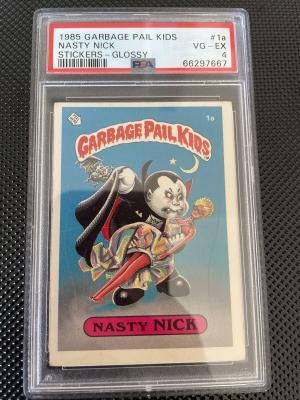 1985 GARBAGE PAIL KIDS #1a
NASTY NICK VG - EX
STICKERS - GLOSSY PSA 4
66297667
1a
GARBAGE PAIL KIDS
NASTY NICK